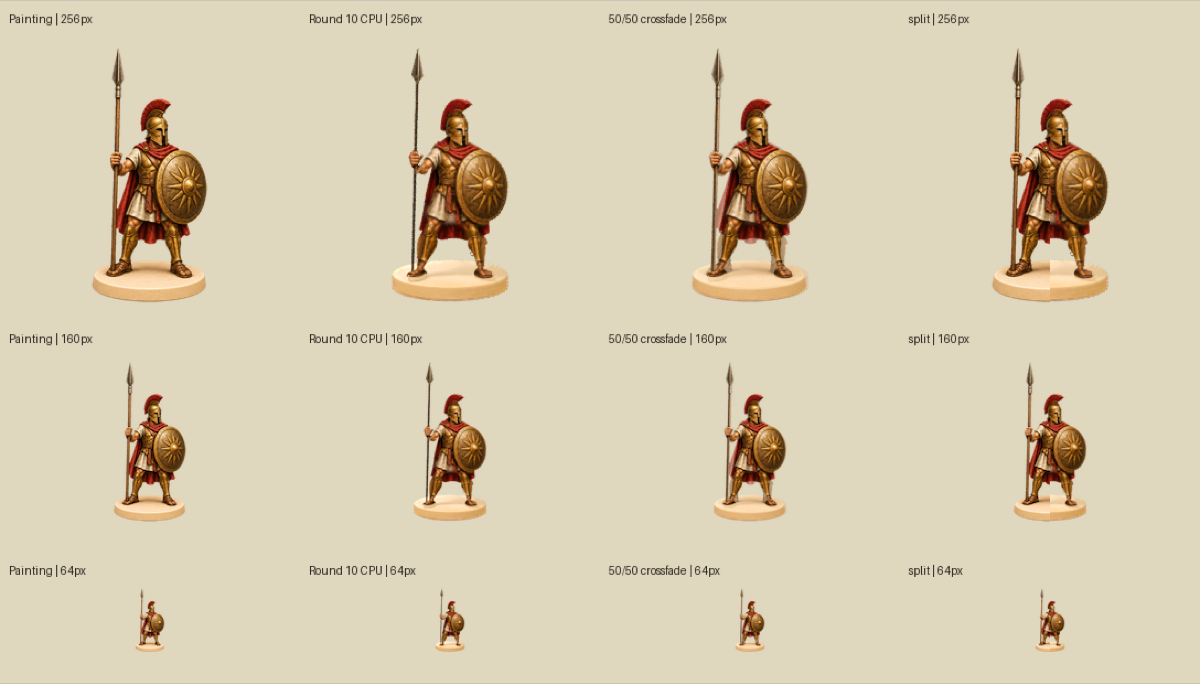 Painting | 256px
Round 10 CPU | 256px
50/50 crossfade | 256px
split | 256px
Painting | 160px
Round 10 CPU | 160px
50/50 crossfade | 160px
split | 160px
Painting | 64px
Round 10 CPU | 64px
50/50 crossfade | 64px
split | 64px